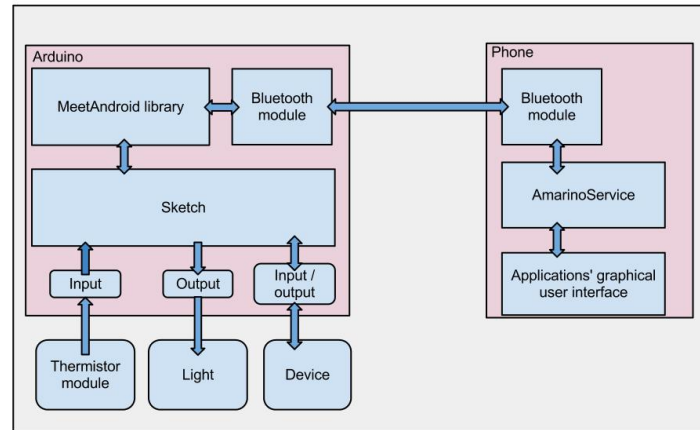 Arduino
Phone
MeetAndroid library
Bluetooth
module
Bluetooth
module
Sketch
AmarinoService
Input
Output
Input /
output
Applications' graphical
user interface
Thermistor
module
Light
Device